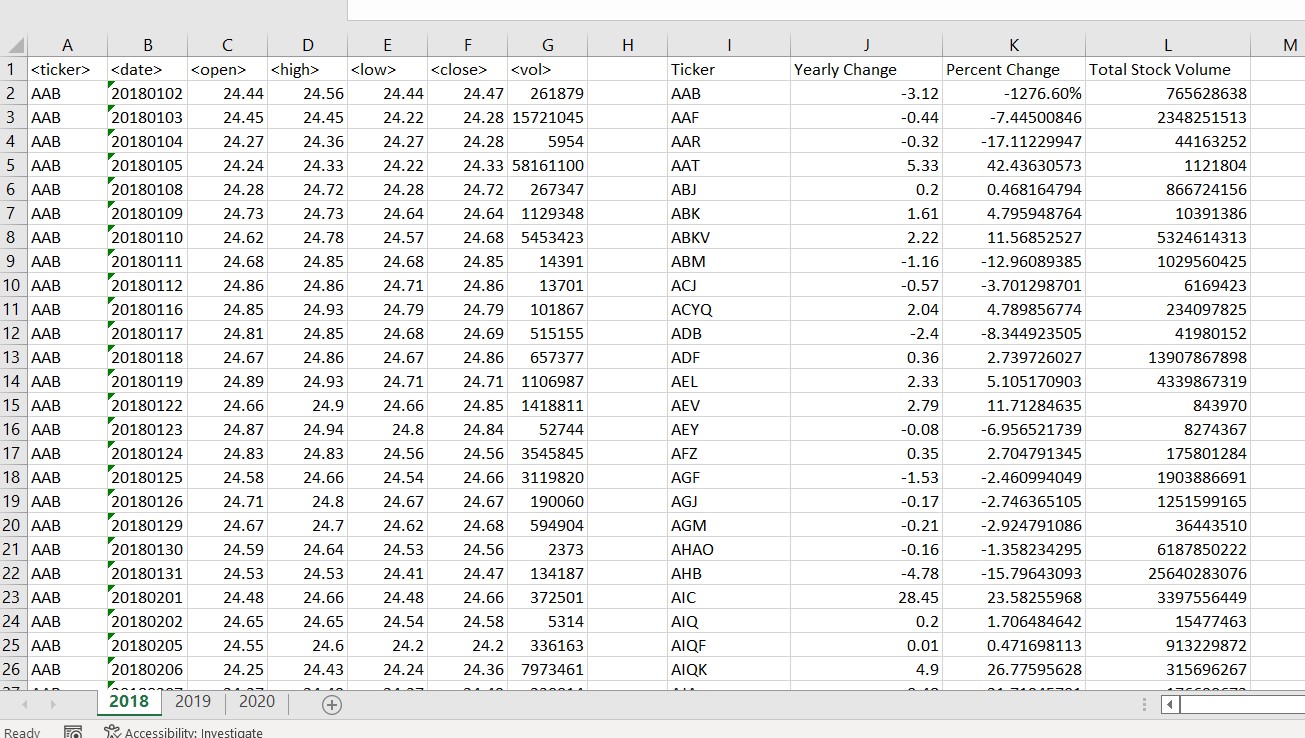 A B C D E F G H I J K L M
1 <ticker> <date> <open> <high> <low> <close> <vol> Ticker Yearly Change Percent Change Total Stock Volume
2 AAB 20180102 24.44 24.56 24.44 24.47 261879 AAB -3.12 -1276.60% 765628638
3 AAB 20180103 24.45 24.45 24.22 24.28 15721045 AAF -0.44 -7.44500846 2348251513
4 AAB 20180104 24.27 24.36 24.27 24.28 5954 AAR -0.32 -17.11229947 44163252
5 AAB 20180105 24.24 24.33 24.22 24.33 58161100 AAT 5.33 42.43630573 1121804
6 AAB 20180108 24.28 24.72 24.28 24.72 267347 ABJ 0.2 0.468164794 866724156
7 AAB 20180109 24.73 24.73 24.64 24.64 1129348 ABK 1.61 4.795948764 10391386
8 AAB 20180110 24.62 24.78 24.57 24.68 5453423 ABKV 2.22 11.56852527 5324614313
9 AAB 20180111 24.68 24.85 24.68 24.85 14391 ABM -1.16 -12.96089385 1029560425
10 AAB 20180112 24.86 24.86 24.71 24.86 13701 ACJ -0.57 -3.701298701 6169423
11 AAB 20180116 24.85 24.93 24.79 24.79 101867 ACYQ 2.04 4.789856774 234097825
12 AAB 20180117 24.81 24.85 24.68 24.69 515155 ADB -2.4 -8.344923505 41980152
13 AAB 20180118 24.67 24.86 24.67 24.86 657377 ADF 0.36 2.739726027 13907867898
14 AAB 20180119 24.89 24.93 24.71 24.71 1106987 AEL 2.33 5.105170903 4339867319
15 AAB 20180122 24.66 24.9 24.66 24.85 1418811 AEV 2.79 11.71284635 843970
16 AAB 20180123 24.87 24.94 24.8 24.84 52744 AEY -0.08 -6.956521739 8274367
17 AAB 20180124 24.83 24.83 24.56 24.56 3545845 AFZ 0.35 2.704791345 175801284
18 AAB 20180125 24.58 24.66 24.54 24.66 3119820 AGF -1.53 -2.460994049 1903886691
19 AAB 20180126 24.71 24.8 24.67 24.67 190060 AGJ -0.17 -2.746365105 1251599165
20 AAB 20180129 24.67 24.7 24.62 24.68 594904 AGM -0.21 -2.924791086 36443510
21 AAB 20180130 24.59 24.64 24.53 24.56 2373 AHAO -0.16 -1.358234295 6187850222
22 AAB 20180131 24.53 24.53 24.41 24.47 134187 AHB -4.78 -15.79643093 25640283076
23 AAB 20180201 24.48 24.66 24.48 24.66 372501 AIC 28.45 23.58255968 3397556449
24 AAB 20180202 24.65 24.65 24.54 24.58 5314 AIQ 0.2 1.706484642 15477463
25 AAB 20180205 24.55 24.6 24.2 24.2 336163 AIQF 0.01 0.471698113 913229872
26 AAB 20180206 24.25 24.43 24.24 24.36 7973461 AIQK 4.9 26.77595628 315696267
2018 2019 2020
Ready Accessibility: Investigate